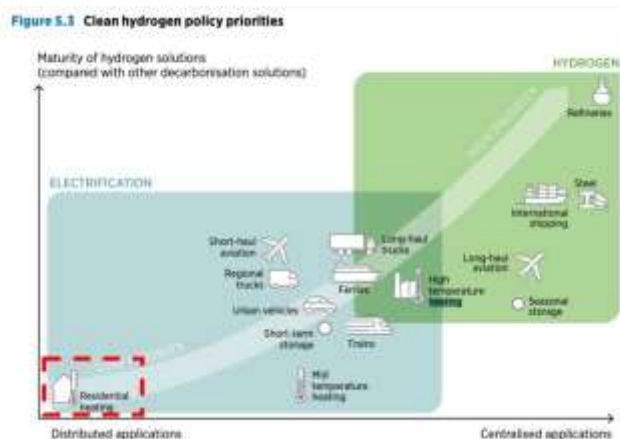 Figure 5.3 Clean hydrogen policy priorities
Maturity of hydrogen solutions
(compared with other decarbonisation solutions)
HYDROGEN
Refineries
ELECTRIFICATION
Steel
International
shipping
Short-haul
aviation
Long-haul
trucks
Long-haul
aviation
Regional
trucks
Ferries
High
temperature
heating
Urban vehicles
Seasonal
storage
Short-term
storage
Trains
Mid
temperature
heating
Residential
heating
Distributed applications
Centralised applications